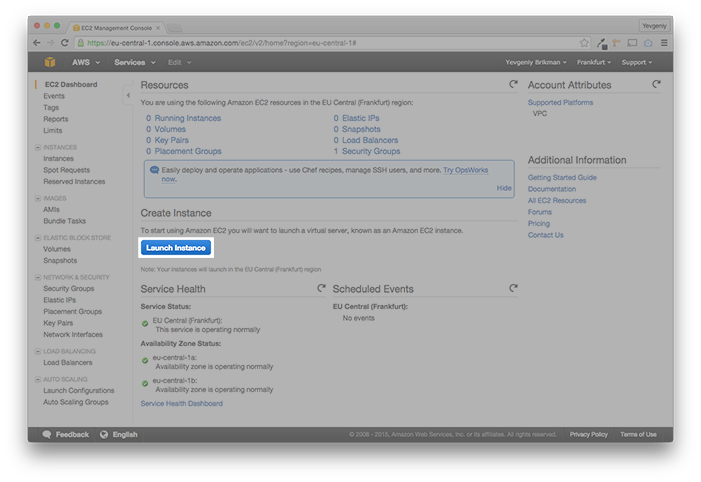 EC2 Management Console
Yevgeniy
https://eu-central-1.console.aws.amazon.com/ec2/v2/home?region=eu-central-1#
AWS Services Edit Yevgeniy Brikman Frankfurt Support
EC2 Dashboard
Events
Tags
Reports
Limits
INSTANCES
Instances
Spot Requests
Reserved Instances
IMAGES
AMIs
Bundle Tasks
ELASTIC BLOCK STORE
Volumes
Snapshots
NETWORK & SECURITY
Security Groups
Elastic IPs
Placement Groups
Key Pairs
Network Interfaces
LOAD BALANCING
Load Balancers
AUTO SCALING
Launch Configurations
Auto Scaling Groups
Resources
You are using the following Amazon EC2 resources in the EU Central (Frankfurt) region:
0 Running Instances 0 Elastic IPs
0 Volumes 0 Snapshots
0 Key Pairs 0 Load Balancers
0 Placement Groups 1 Security Groups
Easily deploy and operate applications - use Chef recipes, manage SSH users, and more. Try OpsWorks
now.
Hide
Create Instance
To start using Amazon EC2 you will want to launch a virtual server, known as an Amazon EC2 instance.
Launch Instance
Note: Your instances will launch in the EU Central (Frankfurt) region
Service Health
Service Status:
EU Central (Frankfurt):
This service is operating normally
Availability Zone Status:
eu-central-1a:
Availability zone is operating normally
eu-central-1b:
Availability zone is operating normally
Service Health Dashboard
Scheduled Events
EU Central (Frankfurt):
No events
Account Attributes
Supported Platforms
VPC
Additional Information
Getting Started Guide
Documentation
All EC2 Resources
Forums
Pricing
Contact Us
Feedback English
© 2008 - 2015, Amazon Web Services, Inc. or its affiliates. All rights reserved. Privacy Policy Terms of Use